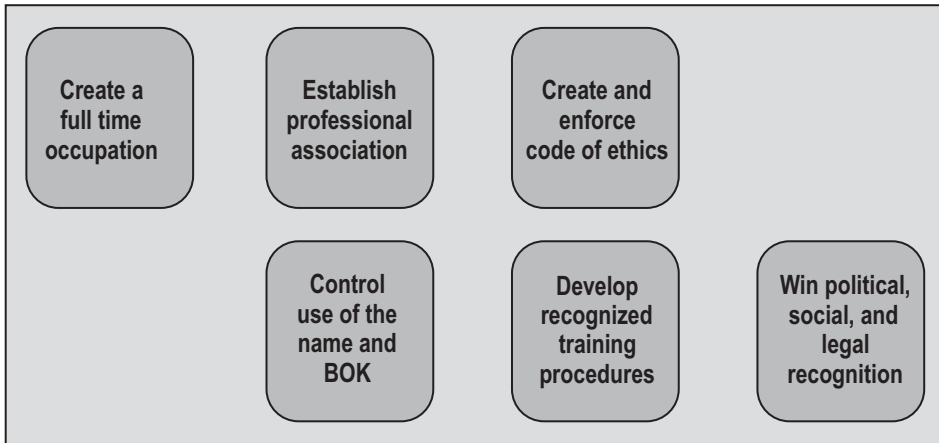 Create a
full time
occupation
Establish
professional
association
Create and
enforce
code of ethics
Control
use of the
name and
BOK
Develop
recognized
training
procedures
Win political,
social, and
legal
recognition